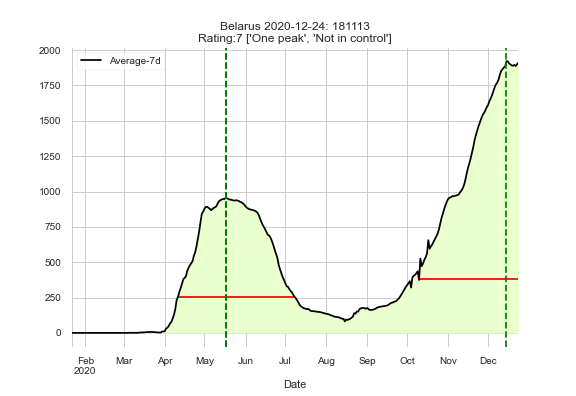 Belarus 2020-12-24: 181113
Rating:7 ['One peak', 'Not in control']
Average-7d
2000
1750
1500
1250
1000
750
500
250
0
Feb Mar Apr May Jun Jul Aug Sep Oct Nov Dec
2020
Date